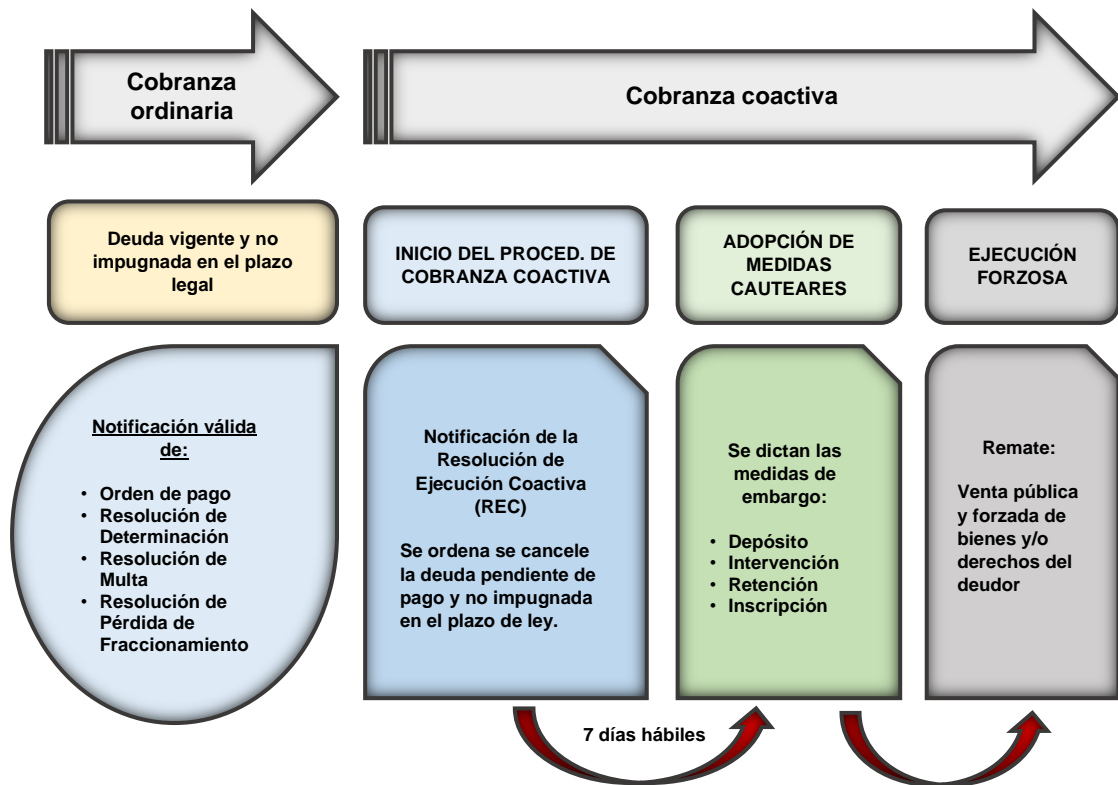 Cobranza
ordinaria
Cobranza coactiva
Deuda vigente y no
impugnada en el plazo
legal
INICIO DEL PROCED. DE
COBRANZA COACTIVA
ADOPCIÓN DE
MEDIDAS
CAUTEARES
EJECUCIÓN
FORZOSA
Notificación válida
de:
• Orden de pago
• Resolución de
Determinación
• Resolución de
Multa
• Resolución de
Pérdida de
Fraccionamiento
Notificación de la
Resolución de
Ejecución Coactiva
(REC)
Se ordena se cancele
la deuda pendiente de
pago y no impugnada
en el plazo de ley.
Se dictan las
medidas de
embargo:
• Depósito
• Intervención
• Retención
• Inscripción
Remate:
Venta pública
y forzada de
bienes y/o
derechos del
deudor
7 días hábiles